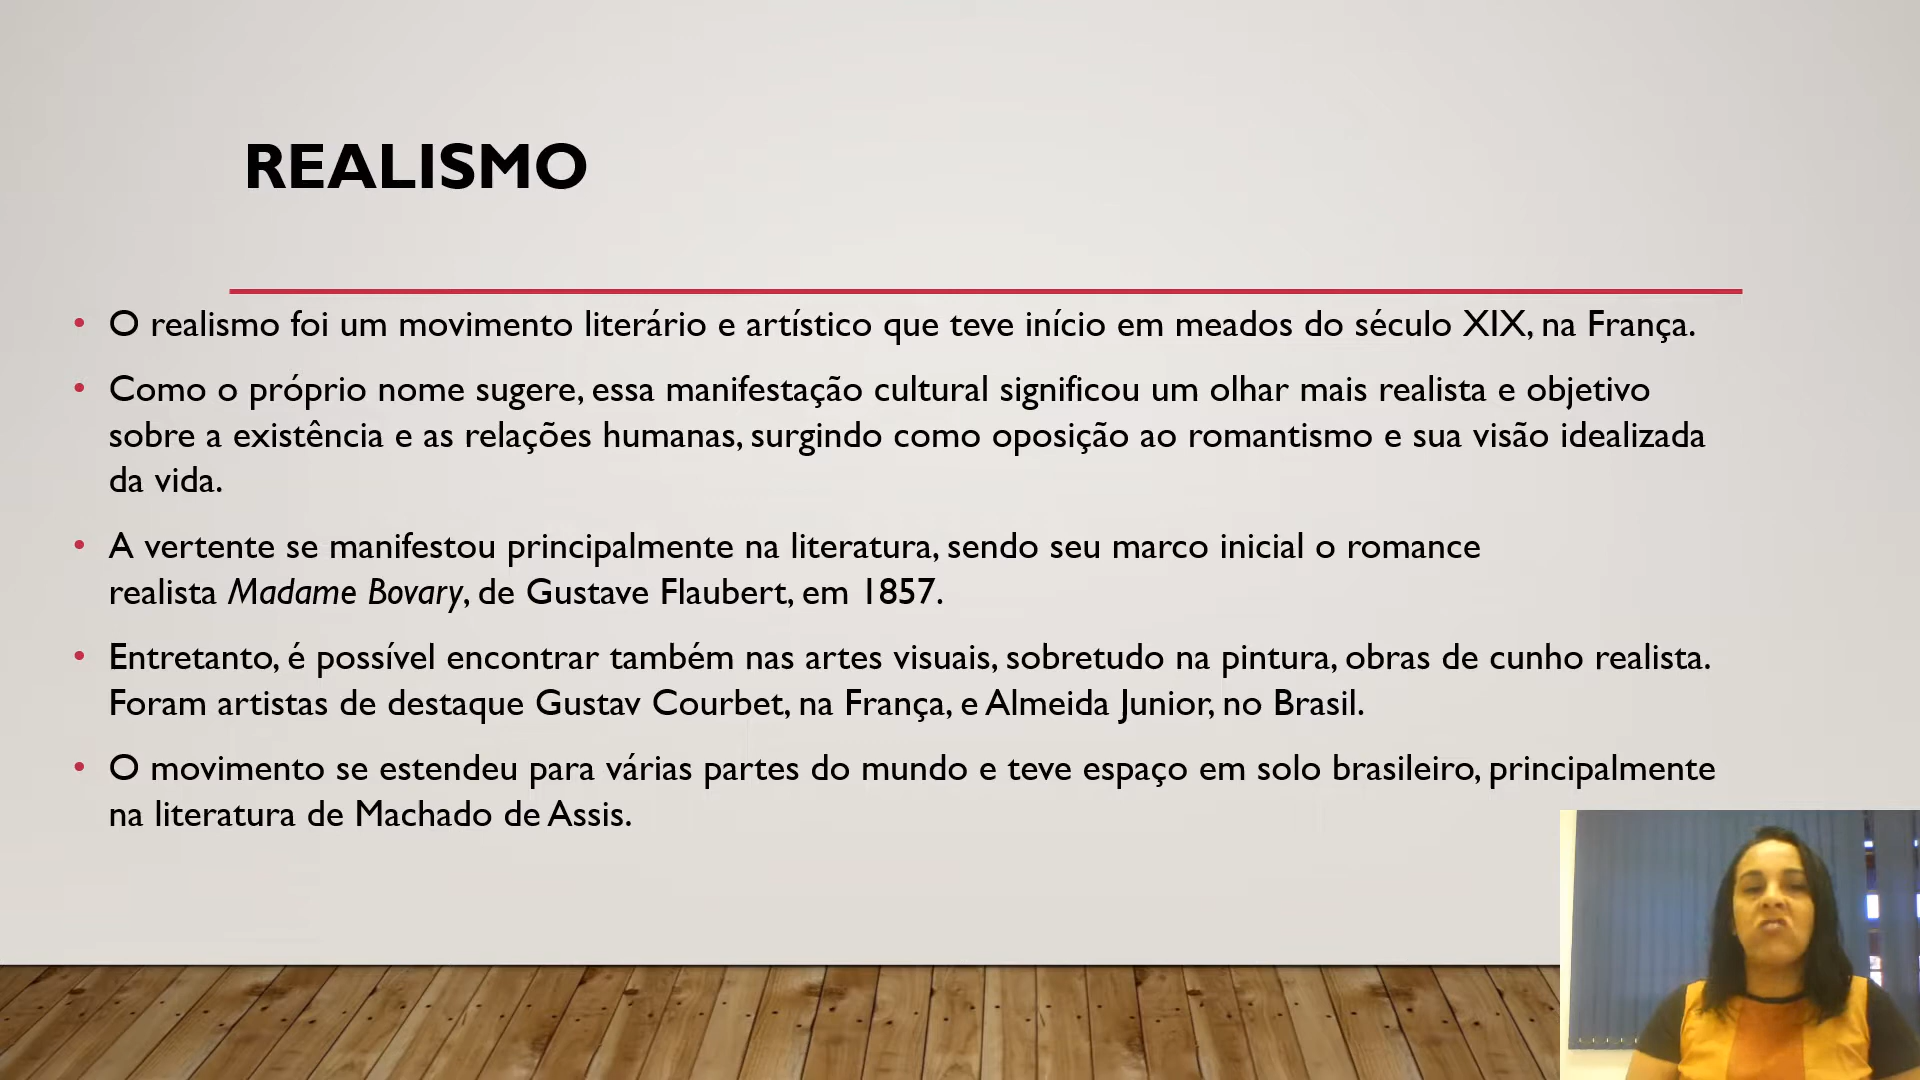 REALISMO
• O realismo foi um movimento literário e artístico que teve início em meados do século XIX, na França.
• Como o próprio nome sugere, essa manifestação cultural significou um olhar mais realista e objetivo
sobre a existência e as relações humanas, surgindo como oposição ao romantismo e sua visão idealizada
da vida.
• A vertente se manifestou principalmente na literatura, sendo seu marco inicial o romance
realista Madame Bovary, de Gustave Flaubert, em 1857.
• Entretanto, é possível encontrar também nas artes visuais, sobretudo na pintura, obras de cunho realista.
Foram artistas de destaque Gustav Courbet, na França, e Almeida Junior, no Brasil.
• O movimento se estendeu para várias partes do mundo e teve espaço em solo brasileiro, principalmente
na literatura de Machado de Assis.